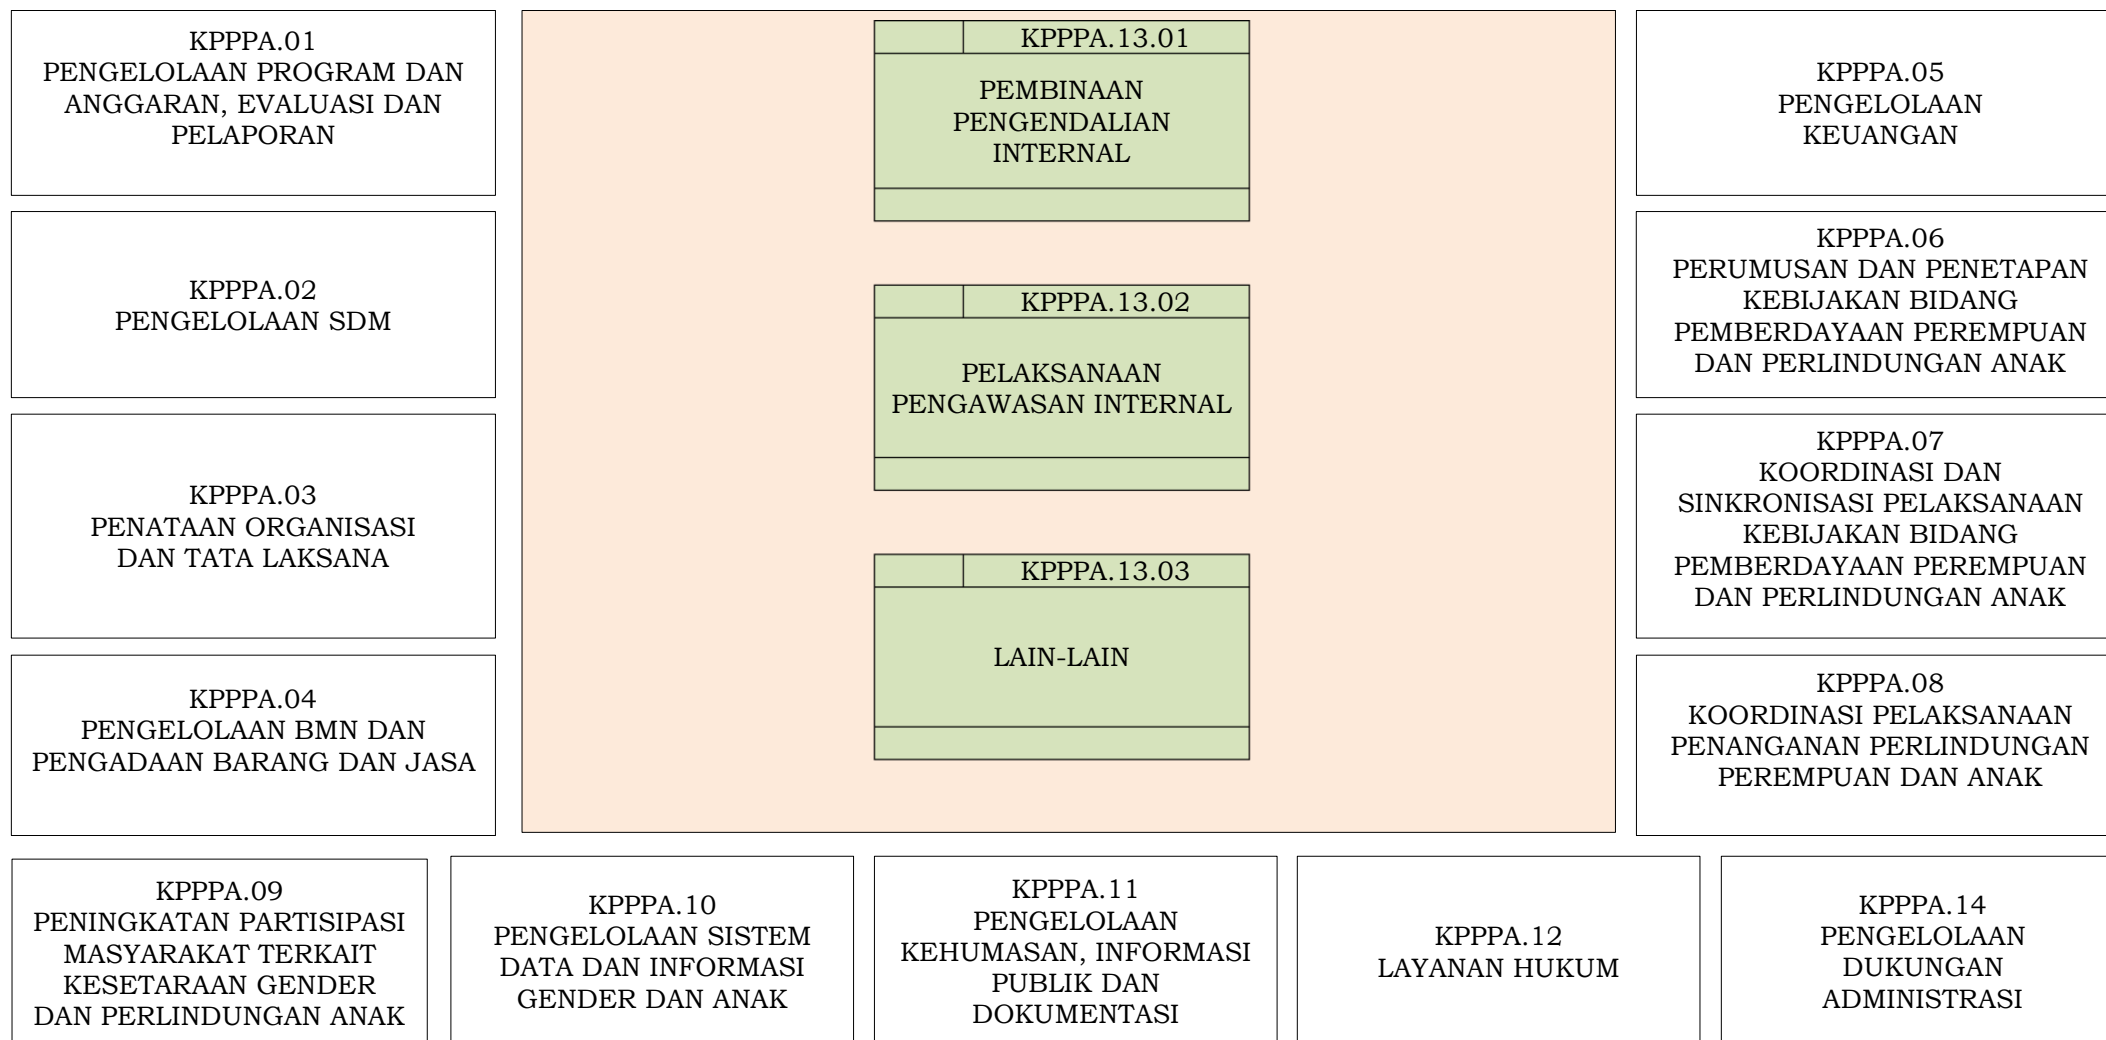 KPPPA.01
PENGELOLAAN PROGRAM DAN
ANGGARAN, EVALUASI DAN
PELAPORAN
KPPPA.02
PENGELOLAAN SDM
KPPPA.03
PENATAAN ORGANISASI
DAN TATA LAKSANA
KPPPA.04
PENGELOLAAN BMN DAN
PENGADAAN BARANG DAN JASA
KPPPA.13.01
PEMBINAAN
PENGENDALIAN
INTERNAL
KPPPA.13.02
PELAKSANAAN
PENGAWASAN INTERNAL
KPPPA.13.03
LAIN-LAIN
KPPPA.05
PENGELOLAAN
KEUANGAN
KPPPA.06
PERUMUSAN DAN PENETAPAN
KEBIJAKAN BIDANG
PEMBERDAYAAN PEREMPUAN
DAN PERLINDUNGAN ANAK
KPPPA.07
KOORDINASI DAN
SINKRONISASI PELAKSANAAN
KEBIJAKAN BIDANG
PEMBERDAYAAN PEREMPUAN
DAN PERLINDUNGAN ANAK
KPPPA.08
KOORDINASI PELAKSANAAN
PENANGANAN PERLINDUNGAN
PEREMPUAN DAN ANAK
KPPPA.09
PENINGKATAN PARTISIPASI
MASYARAKAT TERKAIT
KESETARAAN GENDER
DAN PERLINDUNGAN ANAK
KPPPA.10
PENGELOLAAN SISTEM
DATA DAN INFORMASI
GENDER DAN ANAK
KPPPA.11
PENGELOLAAN
KEHUMASAN, INFORMASI
PUBLIK DAN
DOKUMENTASI
KPPPA.12
LAYANAN HUKUM
KPPPA.14
PENGELOLAAN
DUKUNGAN
ADMINISTRASI